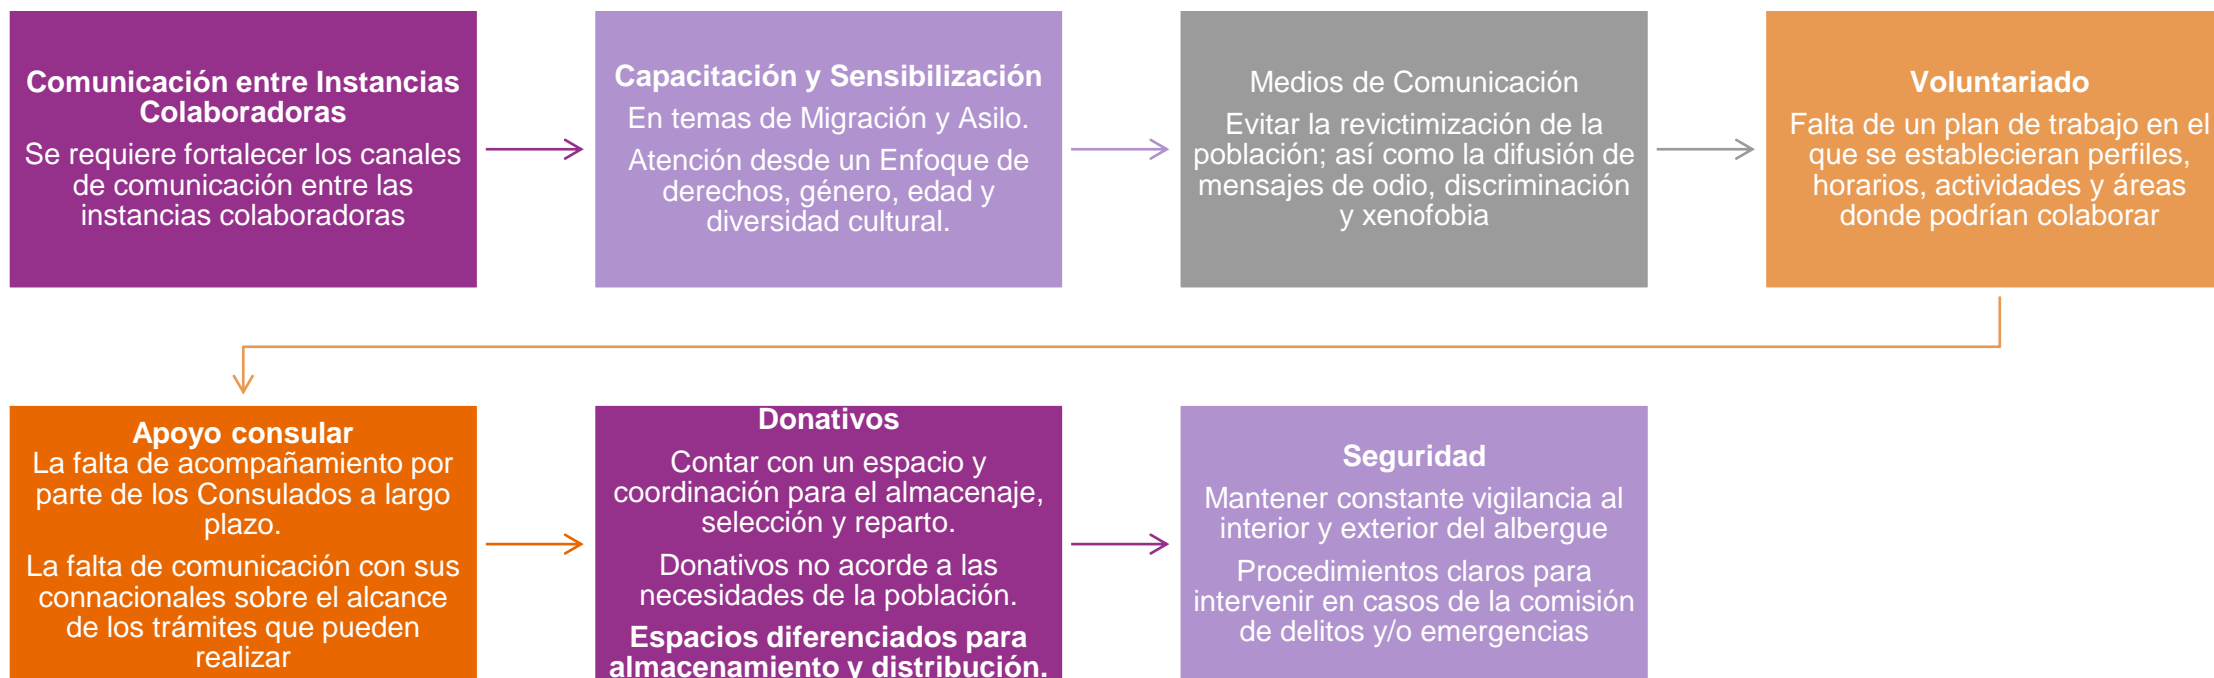 Comunicación entre Instancias
Colaboradoras
Se requiere fortalecer los canales
de comunicación entre las
instancias colaboradoras
Capacitación y Sensibilización
En temas de Migración y Asilo.
Atención desde un Enfoque de
derechos, género, edad y
diversidad cultural.
Medios de Comunicación
Evitar la revictimización de la
población; así como la difusión de
mensajes de odio, discriminación
y xenofobia
Voluntariado
Falta de un plan de trabajo en el
que se establecieran perfiles,
horarios, actividades y áreas
donde podrían colaborar
Apoyo consular
La falta de acompañamiento por
parte de los Consulados a largo
plazo.
La falta de comunicación con sus
connacionales sobre el alcance
de los trámites que pueden
realizar
Donativos
Contar con un espacio y
coordinación para el almacenaje,
selección y reparto.
Donativos no acorde a las
necesidades de la población.
Espacios diferenciados para
almacenamiento y distribución.
Seguridad
Mantener constante vigilancia al
interior y exterior del albergue
Procedimientos claros para
intervenir en casos de la comisión
de delitos y/o emergencias